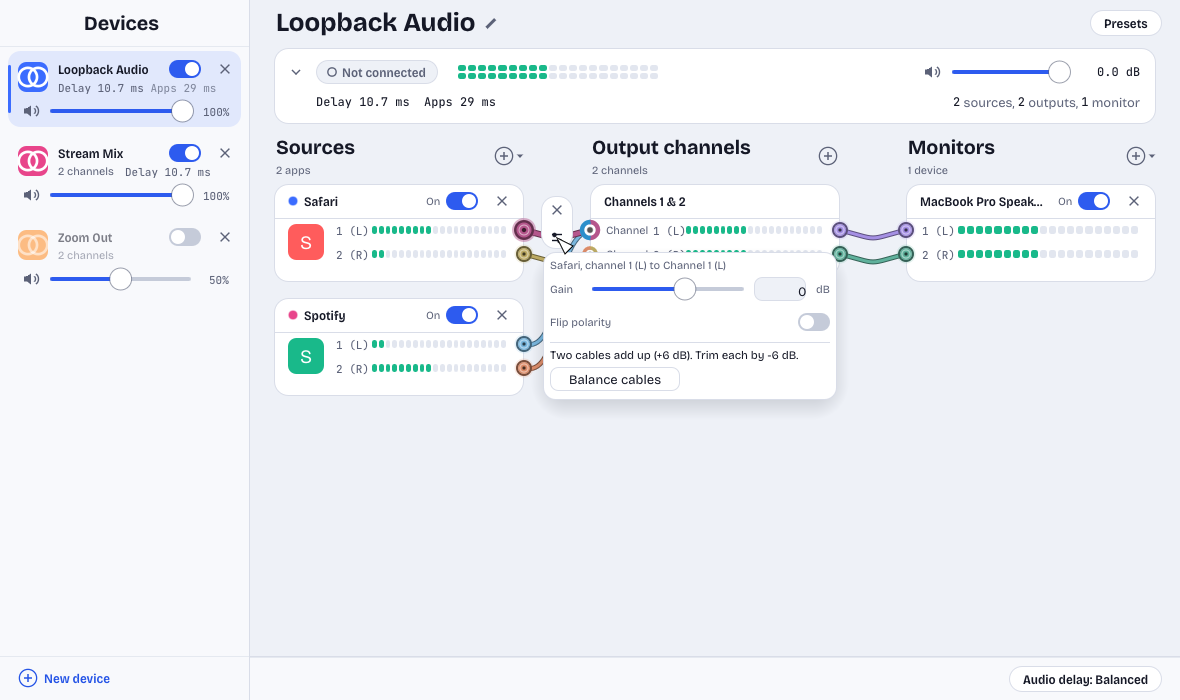 Devices
Loopback Audio
Delay 10.7 ms Apps 29 ms
100%
Stream Mix
2 channels Delay 10.7 ms
100%
Zoom Out
2 channels
50%
New device
Loopback Audio
Presets
Not connected
0.0 dB
Delay 10.7 ms Apps 29 ms
2 sources, 2 outputs, 1 monitor
Sources
2 apps
Output channels
2 channels
Monitors
1 device
Safari On
S
1 (L)
2 (R)
Channels 1 & 2
Channel 1 (L)
MacBook Pro Speak... On
1 (L)
2 (R)
Safari, channel 1 (L) to Channel 1 (L)
Gain 0 dB
Flip polarity
Two cables add up (+6 dB). Trim each by -6 dB.
Balance cables
Spotify On
S
1 (L)
2 (R)
Audio delay: Balanced